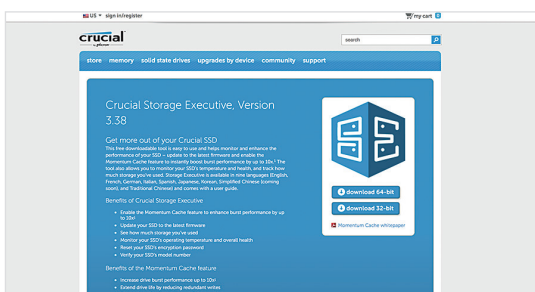 US sign in/register
my cart 0
crucial
search
store memory solid state drives upgrades by device community support
Crucial Storage Executive, Version
3.38
Get more out of your Crucial SSD
This free downloadable tool is easy to use and helps monitor and enhance the
performance of your SSD – update to the latest firmware and enable the
Momentum Cache feature to instantly boost burst performance by up to 10x.¹ The
tool also allows you to monitor your SSD's temperature and health, and track how
much storage you've used. Storage Executive is available in nine languages (English,
French, German, Italian, Spanish, Japanese, Korean, Simplified Chinese (coming
soon), and Traditional Chinese) and comes with a user guide.
Benefits of Crucial Storage Executive
Enable the Momentum Cache feature to enhance burst performance by up
to 10x!
Update your SSD to the latest firmware
See how much storage you've used
Monitor your SSD's operating temperature and overall health
Reset your SSD's encryption password
Verify your SSD's model number
Benefits of the Momentum Cache feature
Increase drive burst performance up to 10x!
Extend drive life by reducing redundant writes
download 64-bit
download 32-bit
Momentum Cache whitepaper